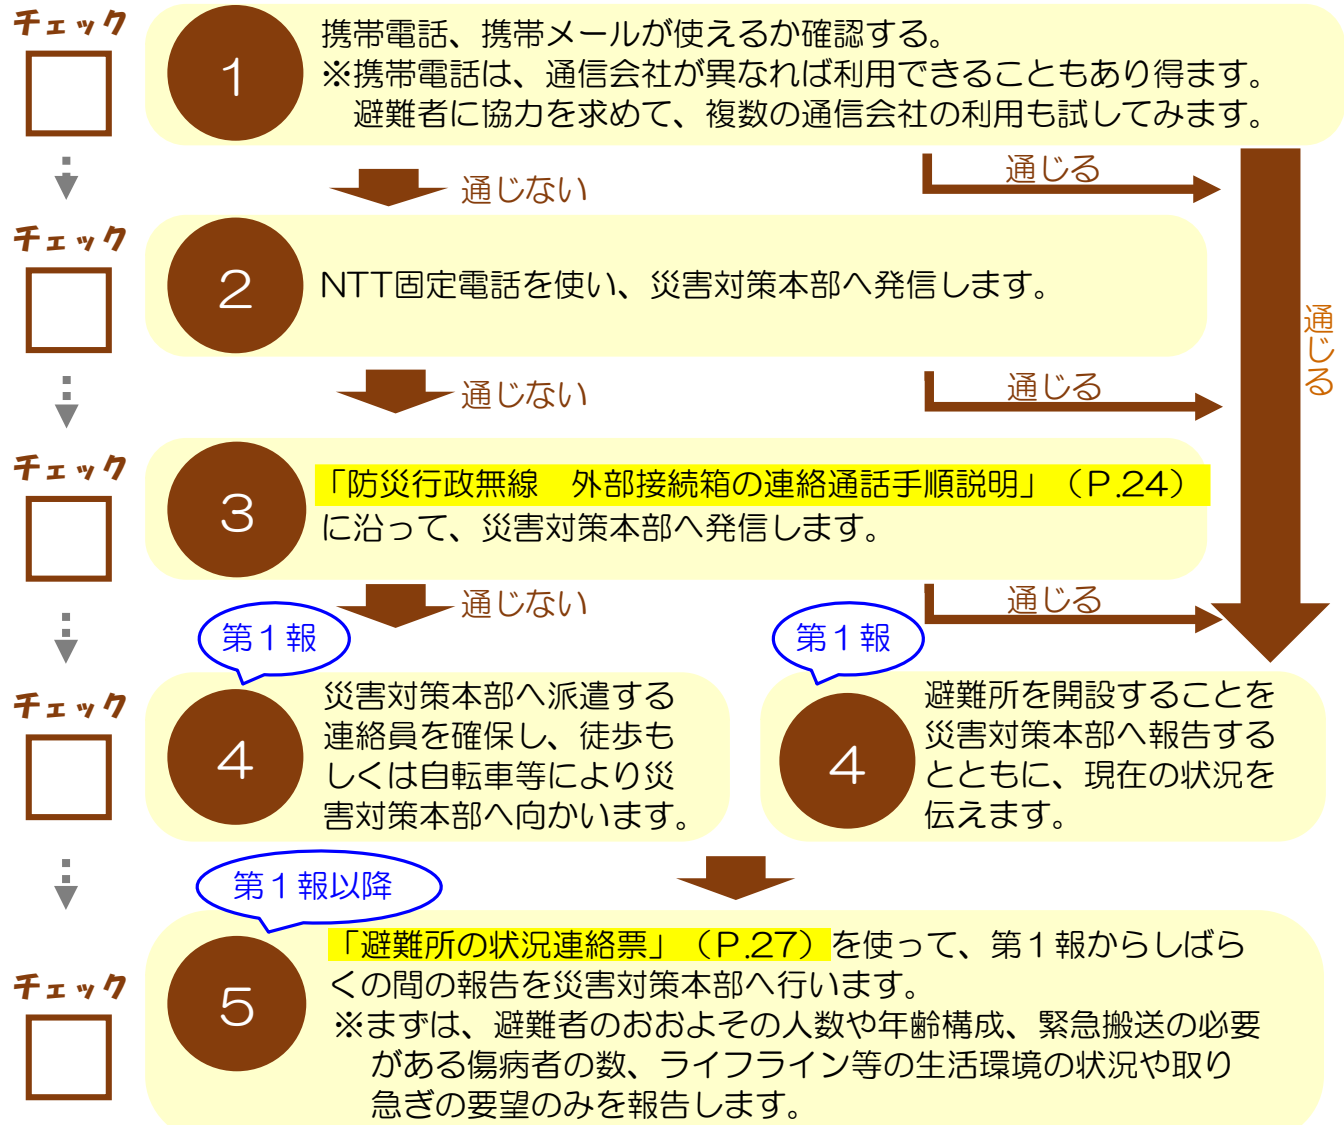 チェック
1
携帯電話、携帯メールが使えるか確認する。
※携帯電話は、通信会社が異なれば利用できることもあり得ます。
避難者に協力を求めて、複数の通信会社の利用も試してみます。
通じない
通じる
チェック
2
NTT固定電話を使い、災害対策本部へ発信します。
通じる
通じない
通じる
チェック
3
「防災行政無線　外部接続箱の連絡通話手順説明」（P.24）
に沿って、災害対策本部へ発信します。
通じない
通じる
第1報
第1報
チェック
4
災害対策本部へ派遣する
連絡員を確保し、徒歩も
しくは自転車等により災
害対策本部へ向かいます。
4
避難所を開設することを
災害対策本部へ報告する
とともに、現在の状況を
伝えます。
第1報以降
チェック
5
「避難所の状況連絡票」（P.27）を使って、第1報からしばら
くの間の報告を災害対策本部へ行います。
※まずは、避難者のおおよその人数や年齢構成、緊急搬送の必要
がある傷病者の数、ライフライン等の生活環境の状況や取り
急ぎの要望のみを報告します。